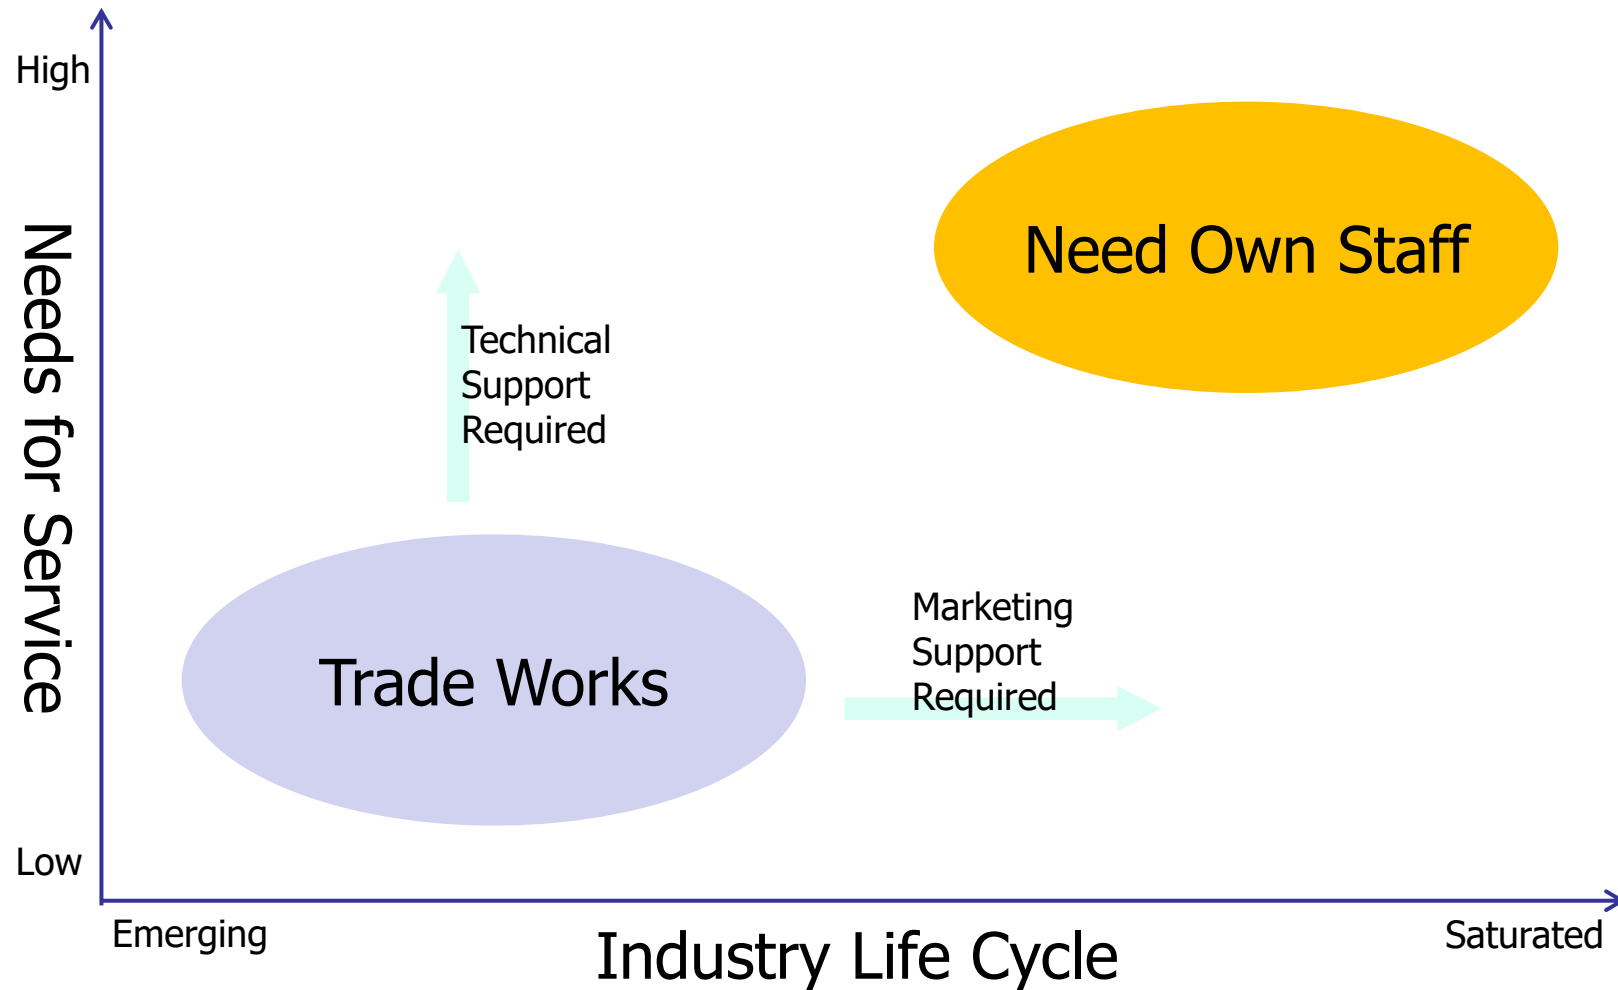 High
Needs for Service
Need Own Staff
Technical
Support
Required
Marketing
Support
Required
Trade Works
Low
Emerging
Saturated
Industry Life Cycle